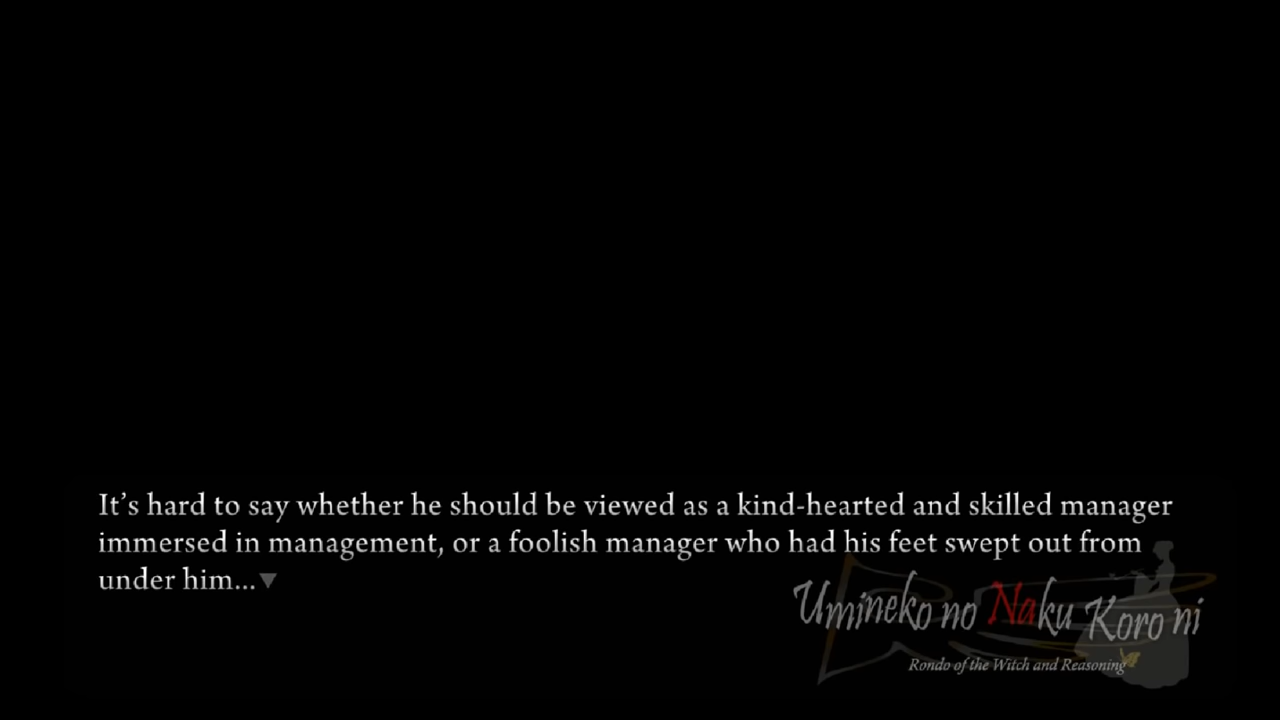 It's hard to say whether he should be viewed as a kind-hearted and skilled manager
immersed in management, or a foolish manager who had his feet swept out from
under him...▼
Umineko no Naku Koro ni
Rondo of the Witch and Reasoning